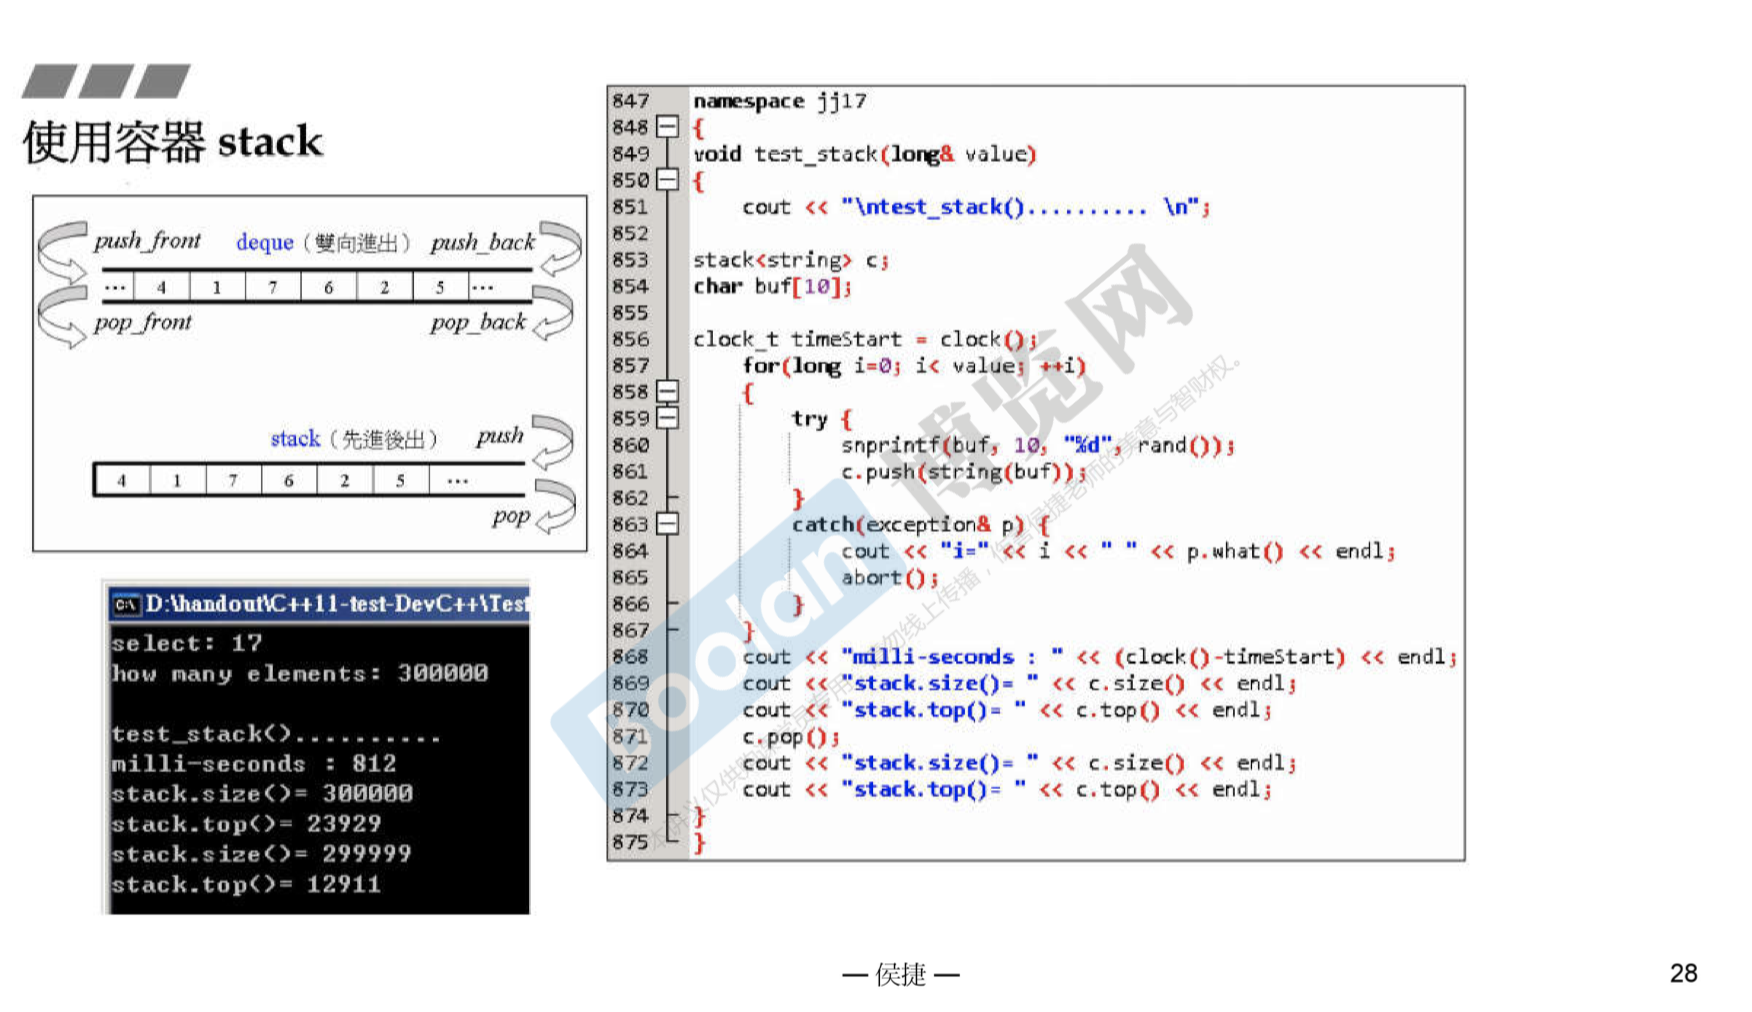 使用容器 stack
push_front deque（雙向進出） push_back
... 4 1 7 6 2 5 ...
pop_front pop_back
stack（先進後出） push
4 1 7 6 2 5 ...
pop
D:\handout\C++11-test-DevC++\Test
select: 17
how many elements: 300000
test_stack()..........
milli-seconds : 812
stack.size()= 300000
stack.top()= 23929
stack.size()= 299999
stack.top()= 12911
847 namespace jj17
848 {
849 void test_stack(long& value)
850 {
851 cout << "\ntest_stack().......... \n";
852
853 stack<string> c;
854 char buf[10];
855
856 clock_t timeStart = clock();
857 for(long i=0; i< value; ++i)
858 {
859 try {
860 snprintf(buf, 10, "%d", rand());
861 c.push(string(buf));
862 }
863 catch(exception& p) {
864 cout << "i=" << i << " " << p.what() << endl;
865 abort();
866 }
867 }
868 cout << "milli-seconds : " << (clock()-timeStart) << endl;
869 cout << "stack.size()= " << c.size() << endl;
870 cout << "stack.top()= " << c.top() << endl;
871 c.pop();
872 cout << "stack.size()= " << c.size() << endl;
873 cout << "stack.top()= " << c.top() << endl;
874 }
875 }
boolan 博览网
— 侯捷 —
28